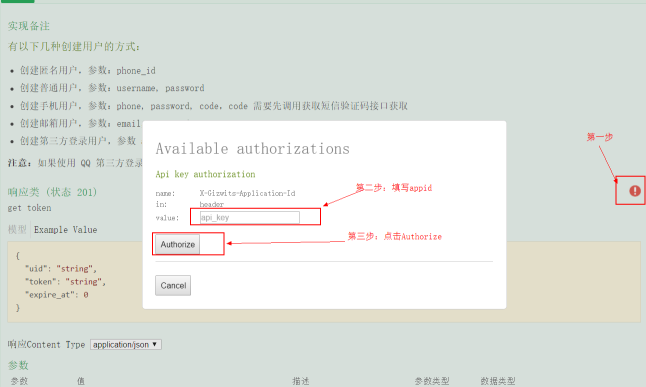 实现备注
有以下几种创建用户的方式:
创建匿名用户, 参数: phone_id
创建普通用户, 参数: username, password
创建手机用户, 参数: phone, password, code, code 需要先调用获取短信验证码接口获取
创建邮箱用户, 参数: email
创建第三方登录用户, 参数
注意: 如果使用 QQ 第三方登录
第一步
响应类 (状态 201)
get token
模型 Example Value
{
"uid": "string",
"token": "string",
"expire_at": 0
}
Available authorizations
Api key authorization
name: X-Gizwits-Application-Id
in: header
value: api_key
第二步: 填写appid
Authorize
第三步: 点击Authorize
Cancel
响应Content Type application/json
参数
参数 值 描述 参数类型 数据类型